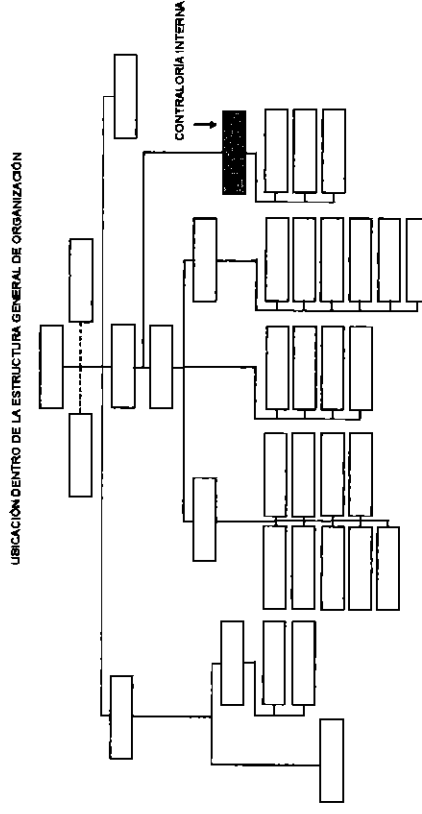 UBICACIÓN DENTRO DE LA ESTRUCTURA GENERAL DE ORGANIZACIÓN
CONTRALORÍA INTERNA